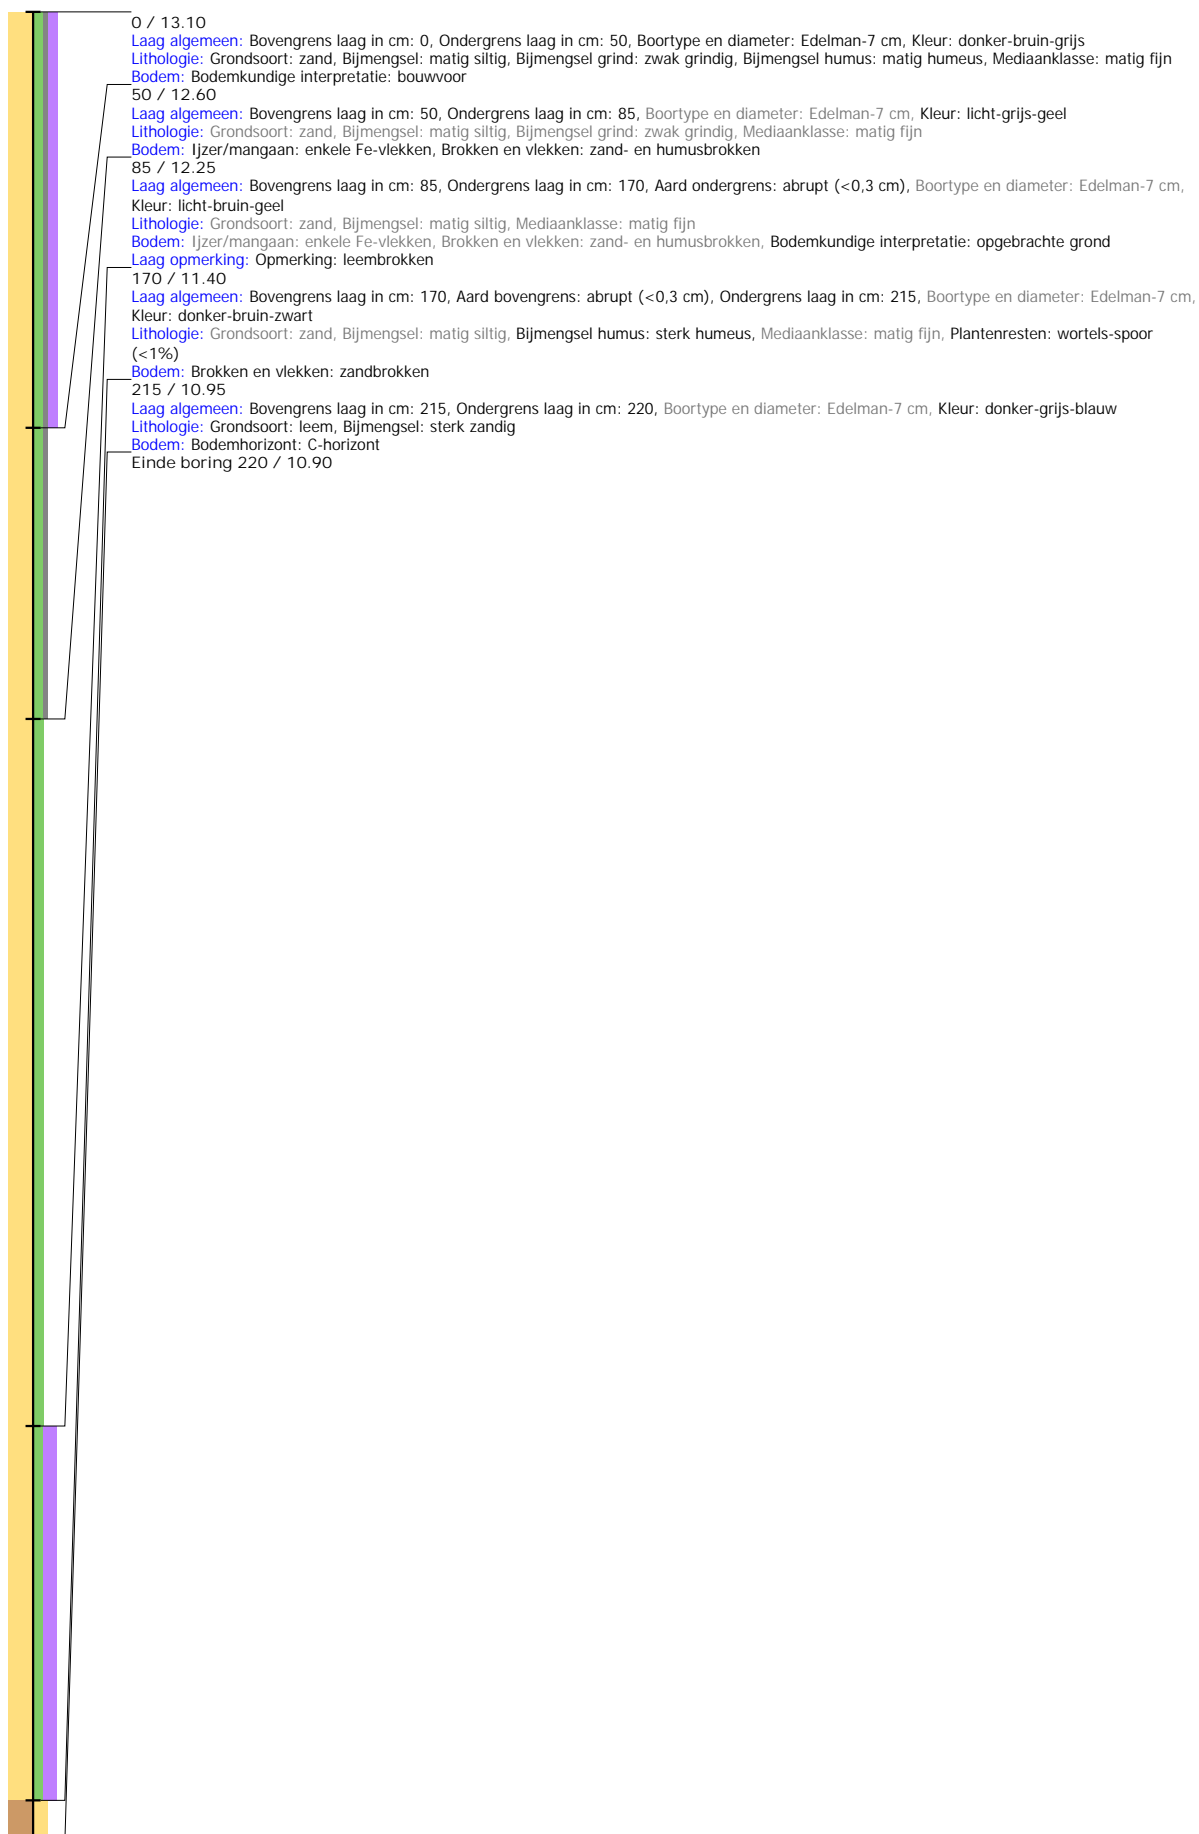 0 / 13.10
Laag algemeen: Bovengrens laag in cm: 0, Ondergrens laag in cm: 50, Boortype en diameter: Edelman-7 cm, Kleur: donker-bruin-grijs
Lithologie: Grondsoort: zand, Bijmengsel: matig siltig, Bijmengsel grind: zwak grindig, Bijmengsel humus: matig humeus, Mediaanklasse: matig fijn
Bodem: Bodemkundige interpretatie: bouwvoor
50 / 12.60
Laag algemeen: Bovengrens laag in cm: 50, Ondergrens laag in cm: 85, Boortype en diameter: Edelman-7 cm, Kleur: licht-grijs-geel
Lithologie: Grondsoort: zand, Bijmengsel: matig siltig, Bijmengsel grind: zwak grindig, Mediaanklasse: matig fijn
Bodem: Ijzer/mangaan: enkele Fe-vlekken, Brokken en vlekken: zand- en humusbrokken
85 / 12.25
Laag algemeen: Bovengrens laag in cm: 85, Ondergrens laag in cm: 170, Aard ondergrens: abrupt (<0,3 cm), Boortype en diameter: Edelman-7 cm,
Kleur: licht-bruin-geel
Lithologie: Grondsoort: zand, Bijmengsel: matig siltig, Mediaanklasse: matig fijn
Bodem: Ijzer/mangaan: enkele Fe-vlekken, Brokken en vlekken: zand- en humusbrokken, Bodemkundige interpretatie: opgebrachte grond
Laag opmerking: Opmerking: leembrokken
170 / 11.40
Laag algemeen: Bovengrens laag in cm: 170, Aard bovengrens: abrupt (<0,3 cm), Ondergrens laag in cm: 215, Boortype en diameter: Edelman-7 cm,
Kleur: donker-bruin-zwart
Lithologie: Grondsoort: zand, Bijmengsel: matig siltig, Bijmengsel humus: sterk humeus, Mediaanklasse: matig fijn, Plantenresten: wortels-spoor
(<1%)
Bodem: Brokken en vlekken: zandbrokken
215 / 10.95
Laag algemeen: Bovengrens laag in cm: 215, Ondergrens laag in cm: 220, Boortype en diameter: Edelman-7 cm, Kleur: donker-grijs-blauw
Lithologie: Grondsoort: leem, Bijmengsel: sterk zandig
Bodem: Bodemhorizont: C-horizont
Einde boring 220 / 10.90